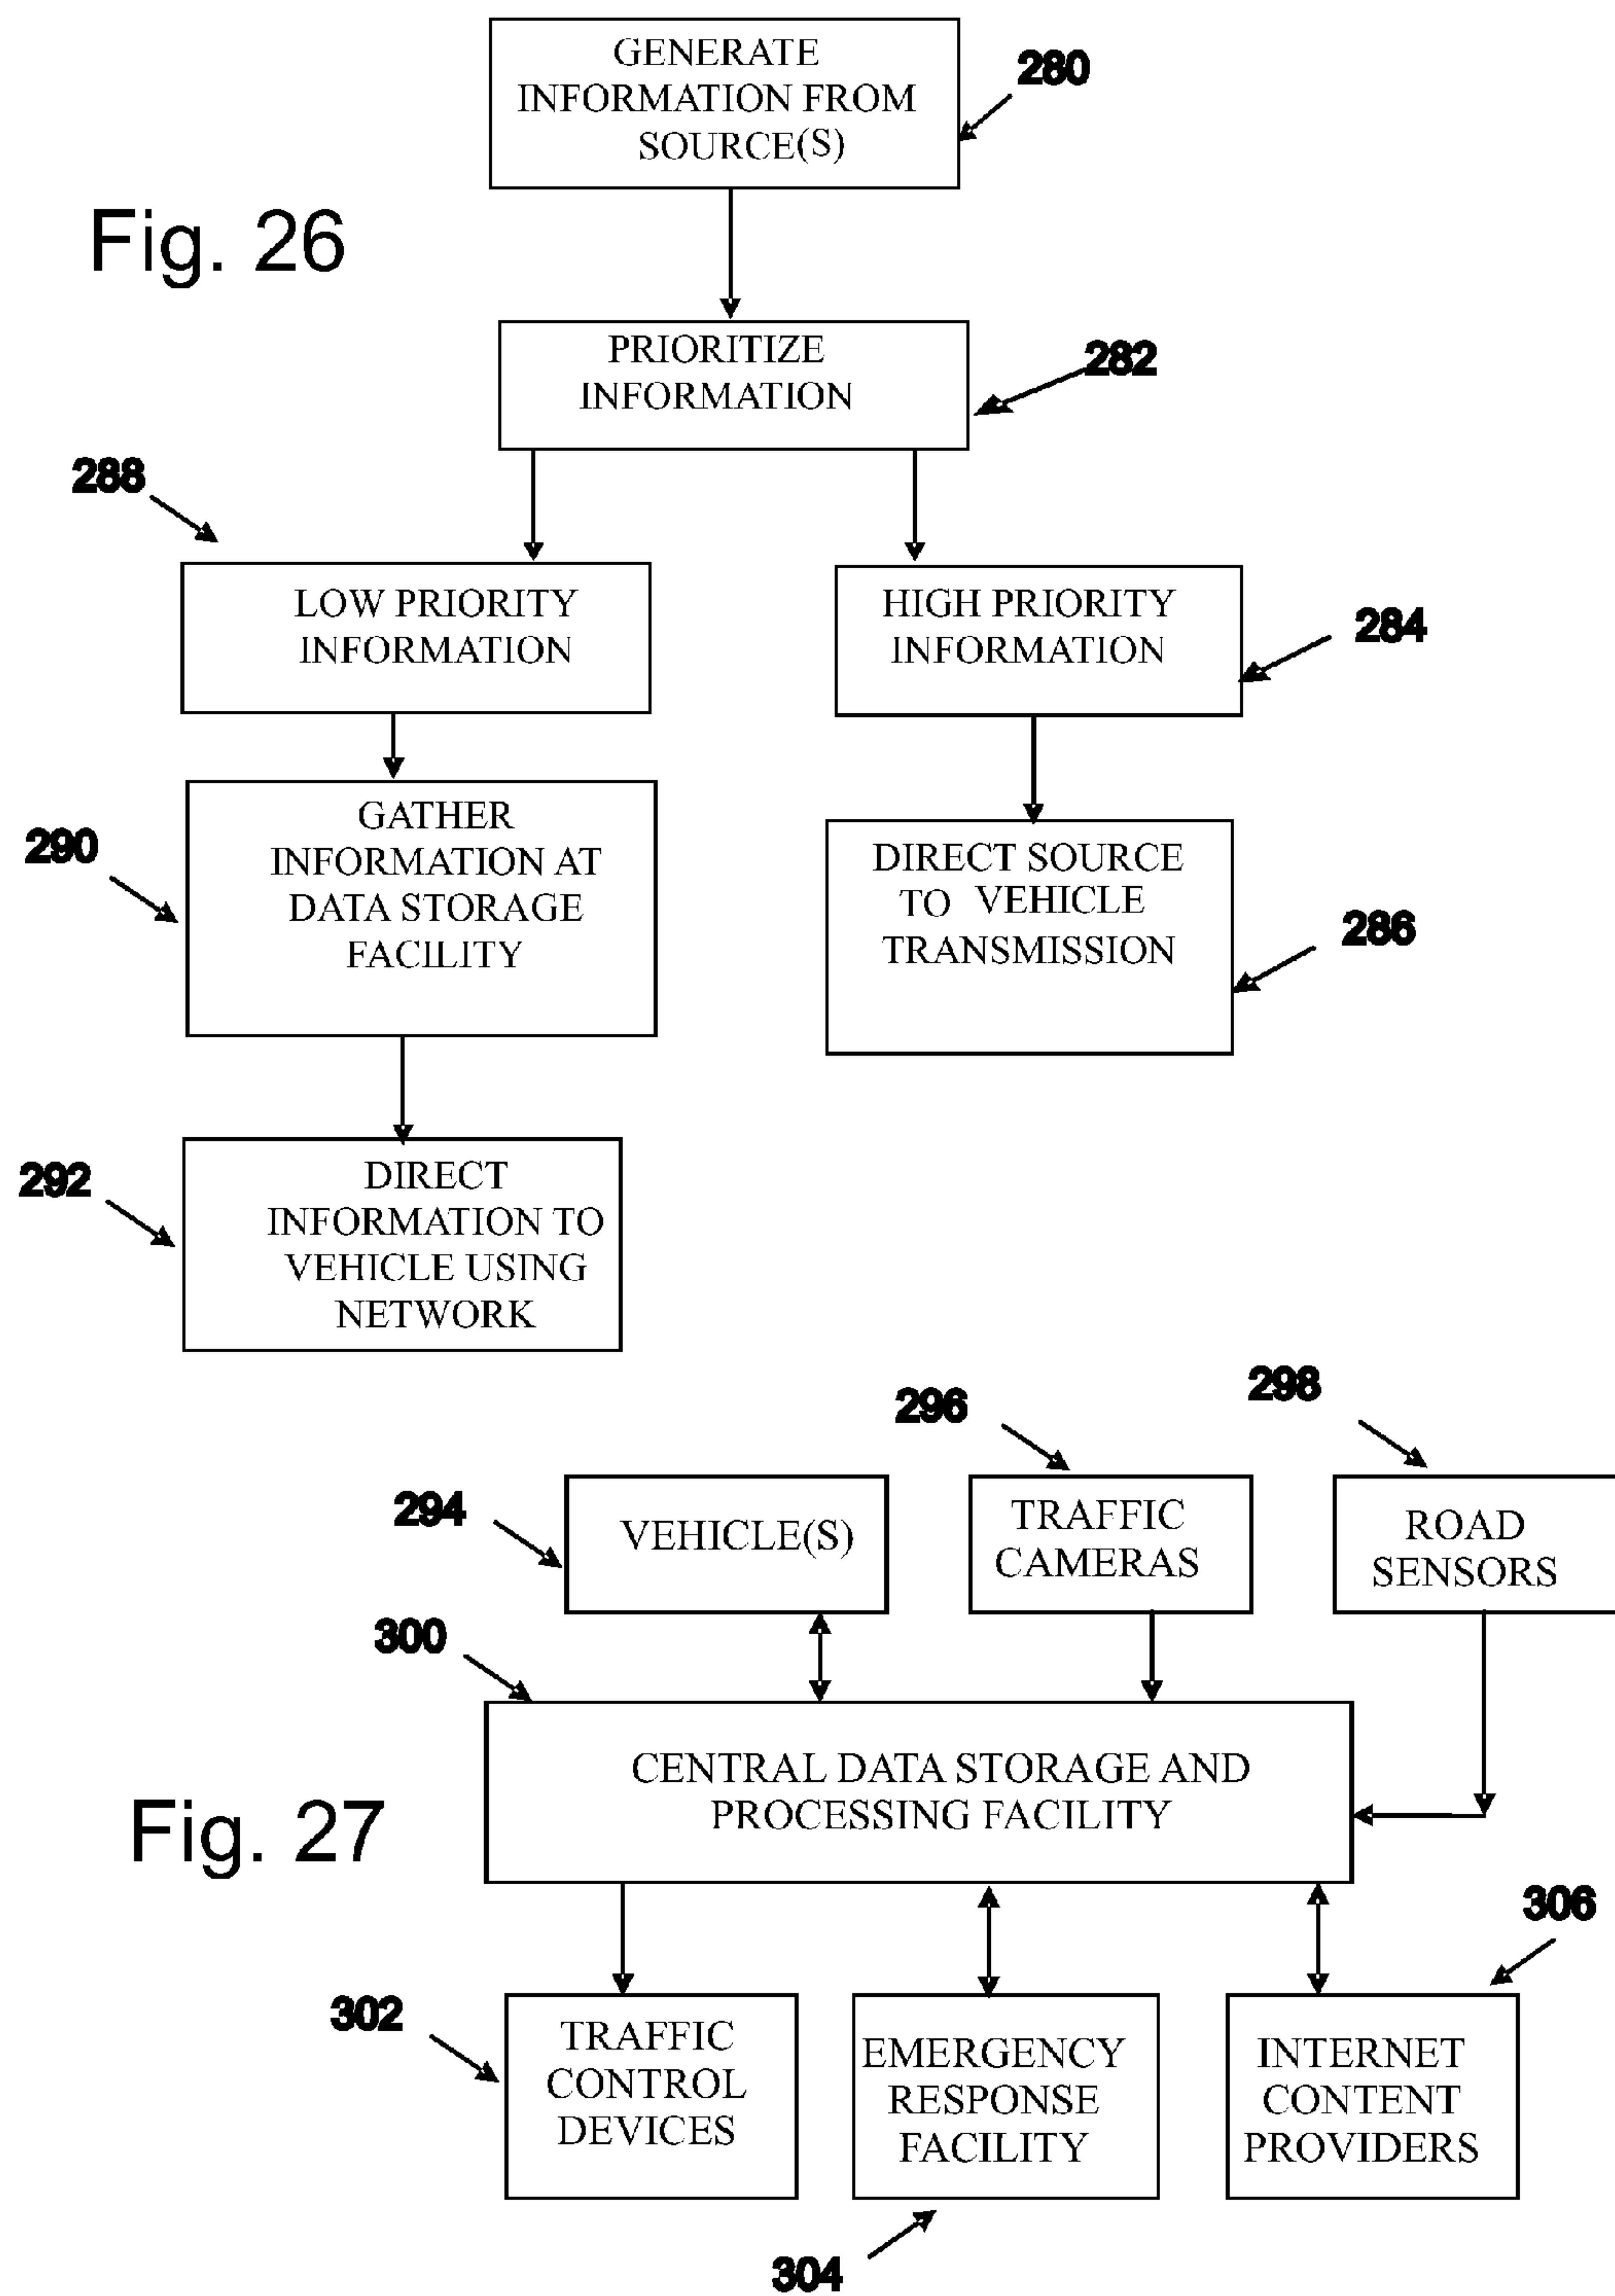 GENERATE
INFORMATION FROM
SOURCE(S)
280
Fig. 26
PRIORITIZE
INFORMATION
282
288
LOW PRIORITY
INFORMATION
HIGH PRIORITY
INFORMATION
284
290
GATHER
INFORMATION AT
DATA STORAGE
FACILITY
DIRECT SOURCE
TO VEHICLE
TRANSMISSION
286
292
DIRECT
INFORMATION TO
VEHICLE USING
NETWORK
296
298
294
VEHICLE(S)
TRAFFIC
CAMERAS
ROAD
SENSORS
300
CENTRAL DATA STORAGE AND
PROCESSING FACILITY
Fig. 27
306
302
TRAFFIC
CONTROL
DEVICES
EMERGENCY
RESPONSE
FACILITY
INTERNET
CONTENT
PROVIDERS
304